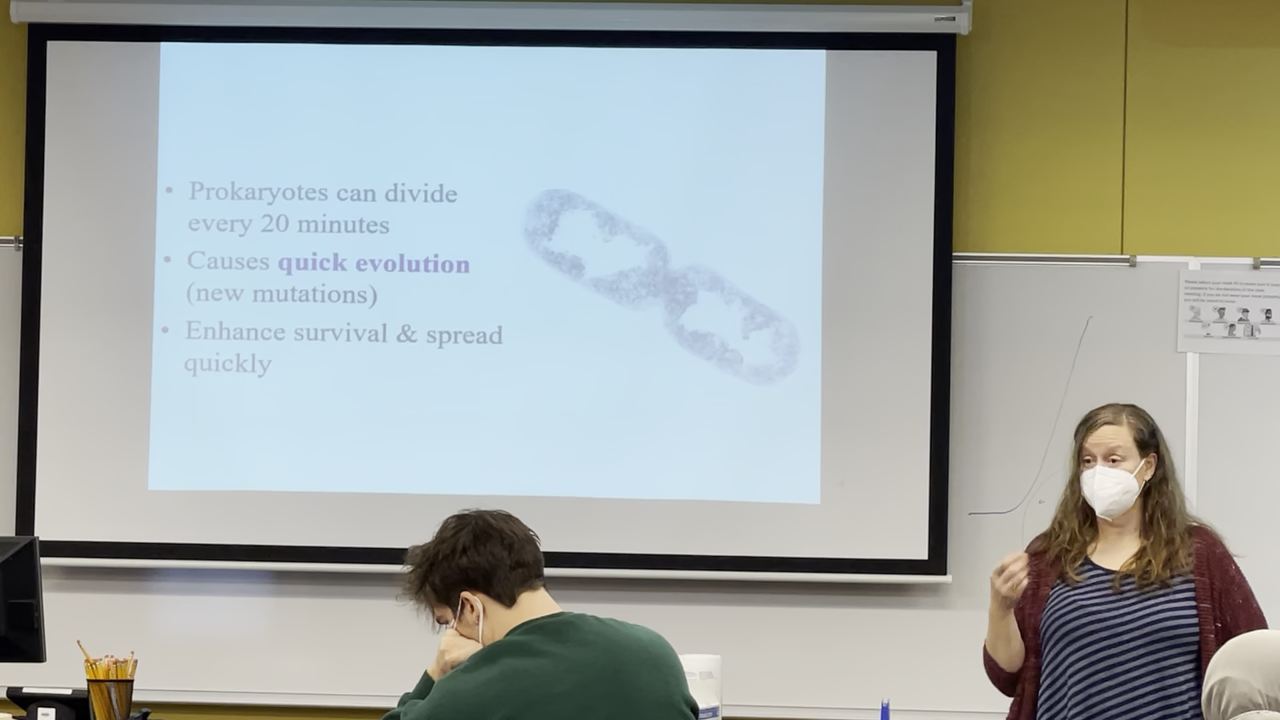 • Prokaryotes can divide
every 20 minutes
• Causes quick evolution
(new mutations)
• Enhance survival & spread
quickly